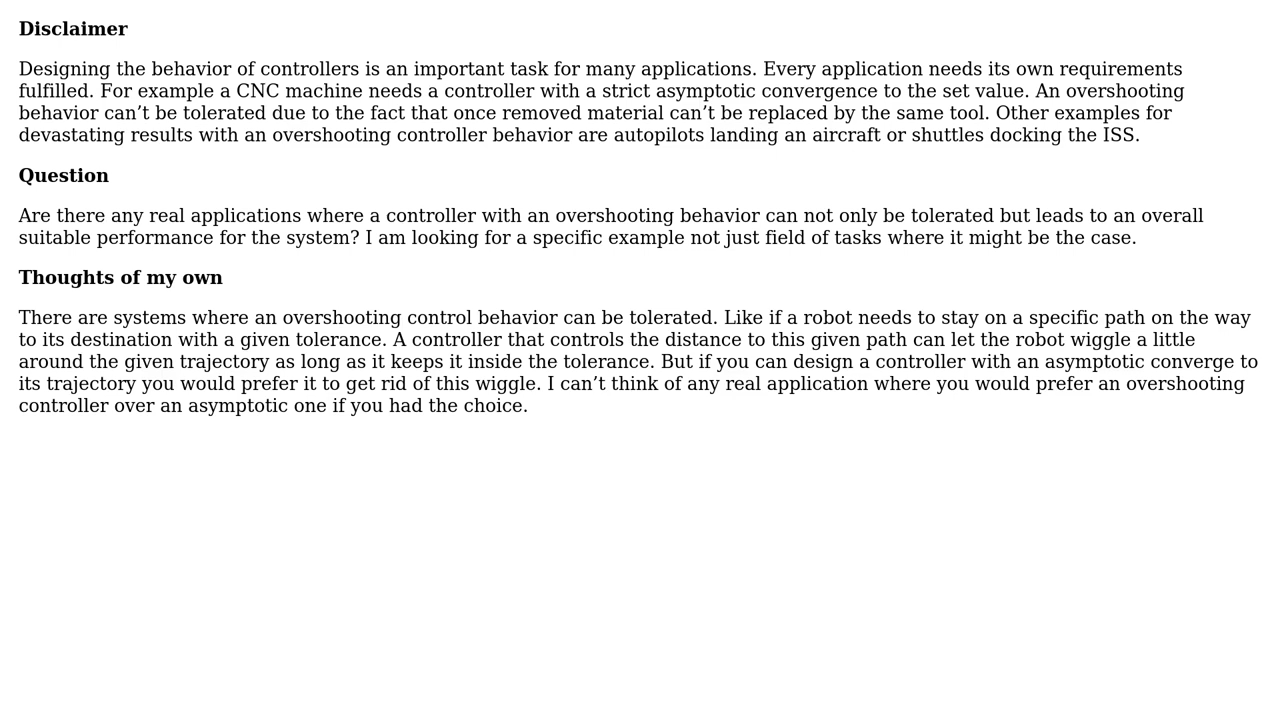 Disclaimer
Designing the behavior of controllers is an important task for many applications. Every application needs its own requirements
fulfilled. For example a CNC machine needs a controller with a strict asymptotic convergence to the set value. An overshooting
behavior can’t be tolerated due to the fact that once removed material can’t be replaced by the same tool. Other examples for
devastating results with an overshooting controller behavior are autopilots landing an aircraft or shuttles docking the ISS.
Question
Are there any real applications where a controller with an overshooting behavior can not only be tolerated but leads to an overall
suitable performance for the system? I am looking for a specific example not just field of tasks where it might be the case.
Thoughts of my own
There are systems where an overshooting control behavior can be tolerated. Like if a robot needs to stay on a specific path on the way
to its destination with a given tolerance. A controller that controls the distance to this given path can let the robot wiggle a little
around the given trajectory as long as it keeps it inside the tolerance. But if you can design a controller with an asymptotic converge to
its trajectory you would prefer it to get rid of this wiggle. I can’t think of any real application where you would prefer an overshooting
controller over an asymptotic one if you had the choice.